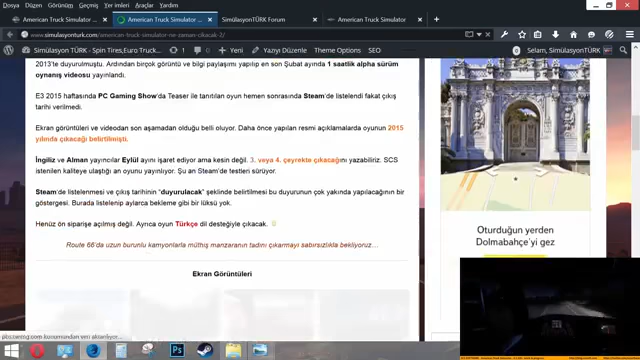 Dosya Düzen Görünüm Geçmiş Yer imleri Araçlar Yardım
American Truck Simulator ...
American Truck Simulator ...
SimülasyonTÜRK Forum
American Truck Simulator
www.simulasyonturk.com/american-truck-simulator-ne-zaman-cikacak-2/
Simülasyon TÜRK - Spin Tires,Euro Truck...
0
Yeni
Yazıyı Düzenle
Theme Options
SEO
Selam, SimülasyonTÜRK
2013'te duyurulmuştu. Ardından birçok görüntü ve bilgi paylaşımı yapılıp en son Şubat ayında 1 saatlik alpha sürüm
oynanış videosu yayınlandı.
E3 2015 haftasında PC Gaming Show'da Teaser ile tanıtılan oyun hemen sonrasında Steam'de listelendi fakat çıkış
tarihi verilmedi.
Ekran görüntüleri ve videodan son aşamadan olduğu belli oluyor. Daha önce yapılan resmi açıklamalarda oyunun 2015
yılında çıkacağı belirtilmişti.
İngiliz ve Alman yayıncılar Eylül ayını işaret ediyor ama kesin değil. 3. veya 4. çeyrekte çıkacağını yazabiliriz. SCS
istenilen kaliteye ulaştığı an oyunu yayınlıyor. Şu an Steam'de testleri sürüyor.
Steam'de listelenmesi ve çıkış tarihinin "duyurulacak" şeklinde belirtilmesi bu duyurunun çok yakında yapılacağının bir
göstergesi. Burada listelenip aylarca bekleme gibi bir lüksü yok.
Henüz ön siparişe açılmış değil. Ayrıca oyun Türkçe dil desteğiyle çıkacak.
Route 66'da uzun burunlu kamyonlarla müthiş manzaranın tadını çıkarmayı sabırsızlıkla bekliyoruz...
Ekran Görüntüleri
Oturduğun yerden
Dolmabahçe'yi gez